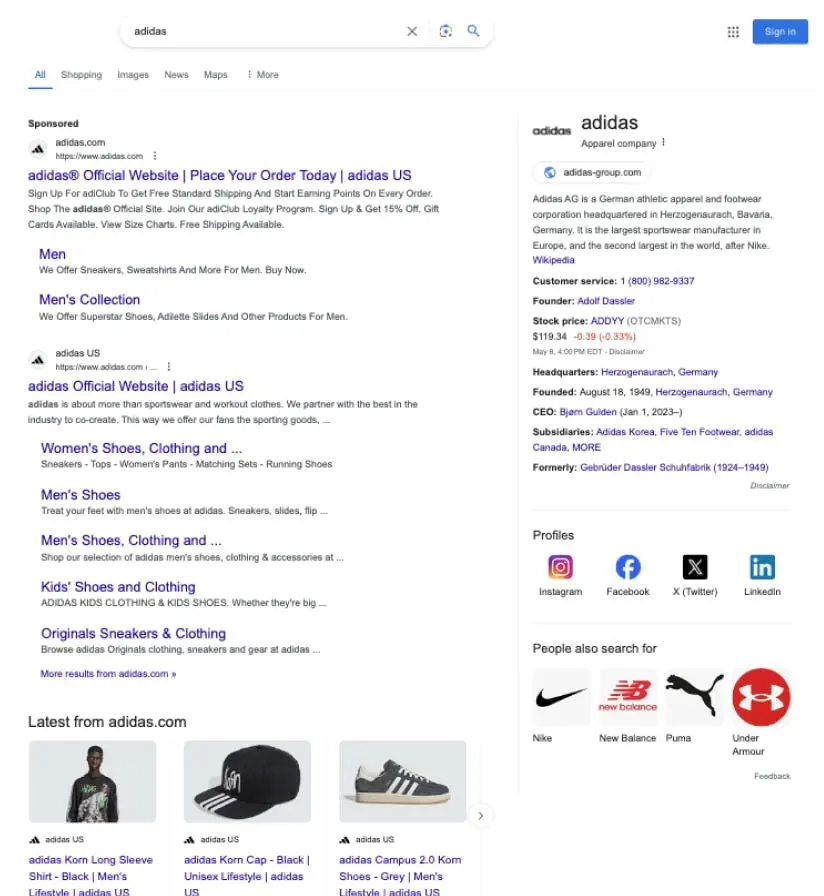 adidas
Sign in
All
Shopping
Images
News
Maps
More
Sponsored
adidas.com
https://www.adidas.com
adidas® Official Website | Place Your Order Today | adidas US
Sign Up For adiClub To Get Free Standard Shipping And Start Earning Points On Every Order.
Shop The adidas® Official Site. Join Our adiClub Loyalty Program. Sign Up & Get 15% Off. Gift
Cards Available. View Size Charts. Free Shipping Available.
Men
We Offer Sneakers, Sweatshirts And More For Men. Buy Now.
Men's Collection
We Offer Superstar Shoes, Adilette Slides And Other Products For Men.
adidas US
https://www.adidas.com › ...
adidas Official Website | adidas US
adidas is about more than sportswear and workout clothes. We partner with the best in the
industry to co-create. This way we offer our fans the sporting goods, ...
Women's Shoes, Clothing and ...
Sneakers - Tops - Women's Pants - Matching Sets - Running Shoes
Men's Shoes
Treat your feet with men's shoes at adidas. Sneakers, slides, flip ...
Men's Shoes, Clothing and ...
Shop our selection of adidas men's shoes, clothing & accessories at ...
Kids' Shoes and Clothing
ADIDAS KIDS CLOTHING & KIDS SHOES. Whether they're big ...
Originals Sneakers & Clothing
Browse adidas Originals clothing, sneakers and gear at adidas ...
More results from adidas.com »
Latest from adidas.com
Korn
adidas US
adidas Korn Long Sleeve
Shirt - Black | Men's
Lifestyle | adidas US
adidas US
adidas Korn Cap - Black |
Unisex Lifestyle | adidas
US
adidas US
adidas Campus 2.0 Korn
Shoes - Grey | Men's
Lifestyle | adidas US
adidas
adidas
Apparel company
adidas-group.com
Adidas AG is a German athletic apparel and footwear
corporation headquartered in Herzogenaurach, Bavaria,
Germany. It is the largest sportswear manufacturer in
Europe, and the second largest in the world, after Nike.
Wikipedia
Customer service: 1 (800) 982-9337
Founder: Adolf Dassler
Stock price: ADDYY (OTCMKTS)
$119.34 -0.39 (-0.33%)
May 8, 4:00 PM EDT - Disclaimer
Headquarters: Herzogenaurach, Germany
Founded: August 18, 1949, Herzogenaurach, Germany
CEO: Bjørn Gulden (Jan 1, 2023–)
Subsidiaries: Adidas Korea, Five Ten Footwear, adidas
Canada, MORE
Formerly: Gebrüder Dassler Schuhfabrik (1924–1949)
Disclaimer
Profiles
Instagram
Facebook
X (Twitter)
LinkedIn
People also search for
NB
new balance
Nike
New Balance
Puma
Under
Armour
Feedback